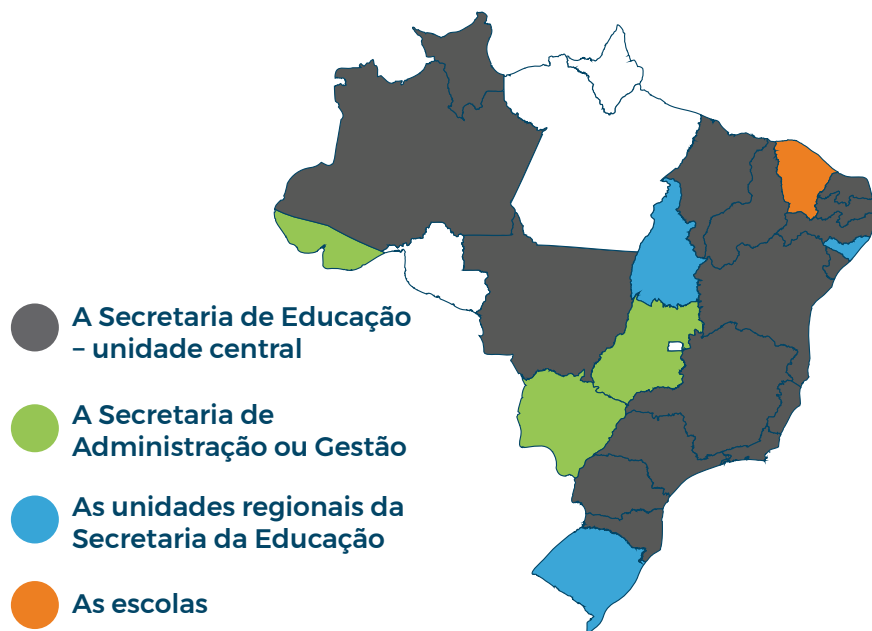 A Secretaria de Educação
– unidade central
A Secretaria de
Administração ou Gestão
As unidades regionais da
Secretaria da Educação
As escolas